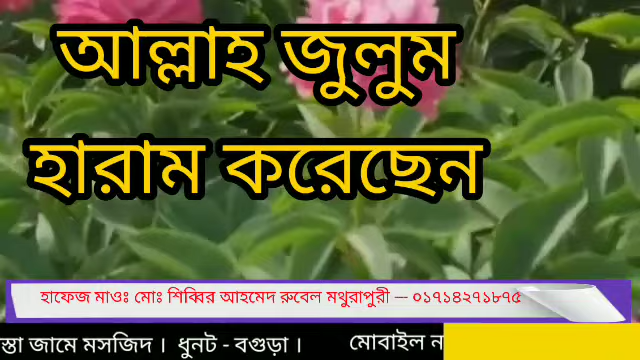 আল্লাহ জুলুম
হারাম করেছেন
হাফেজ মাওঃ মোঃ শিব্বির আহমেদ রুবেল মথুরাপুরী — ০১৭১৪২৭১৮৭৫
জামে মসজিদ । ধুনট - বগুড়া । মোবাইল